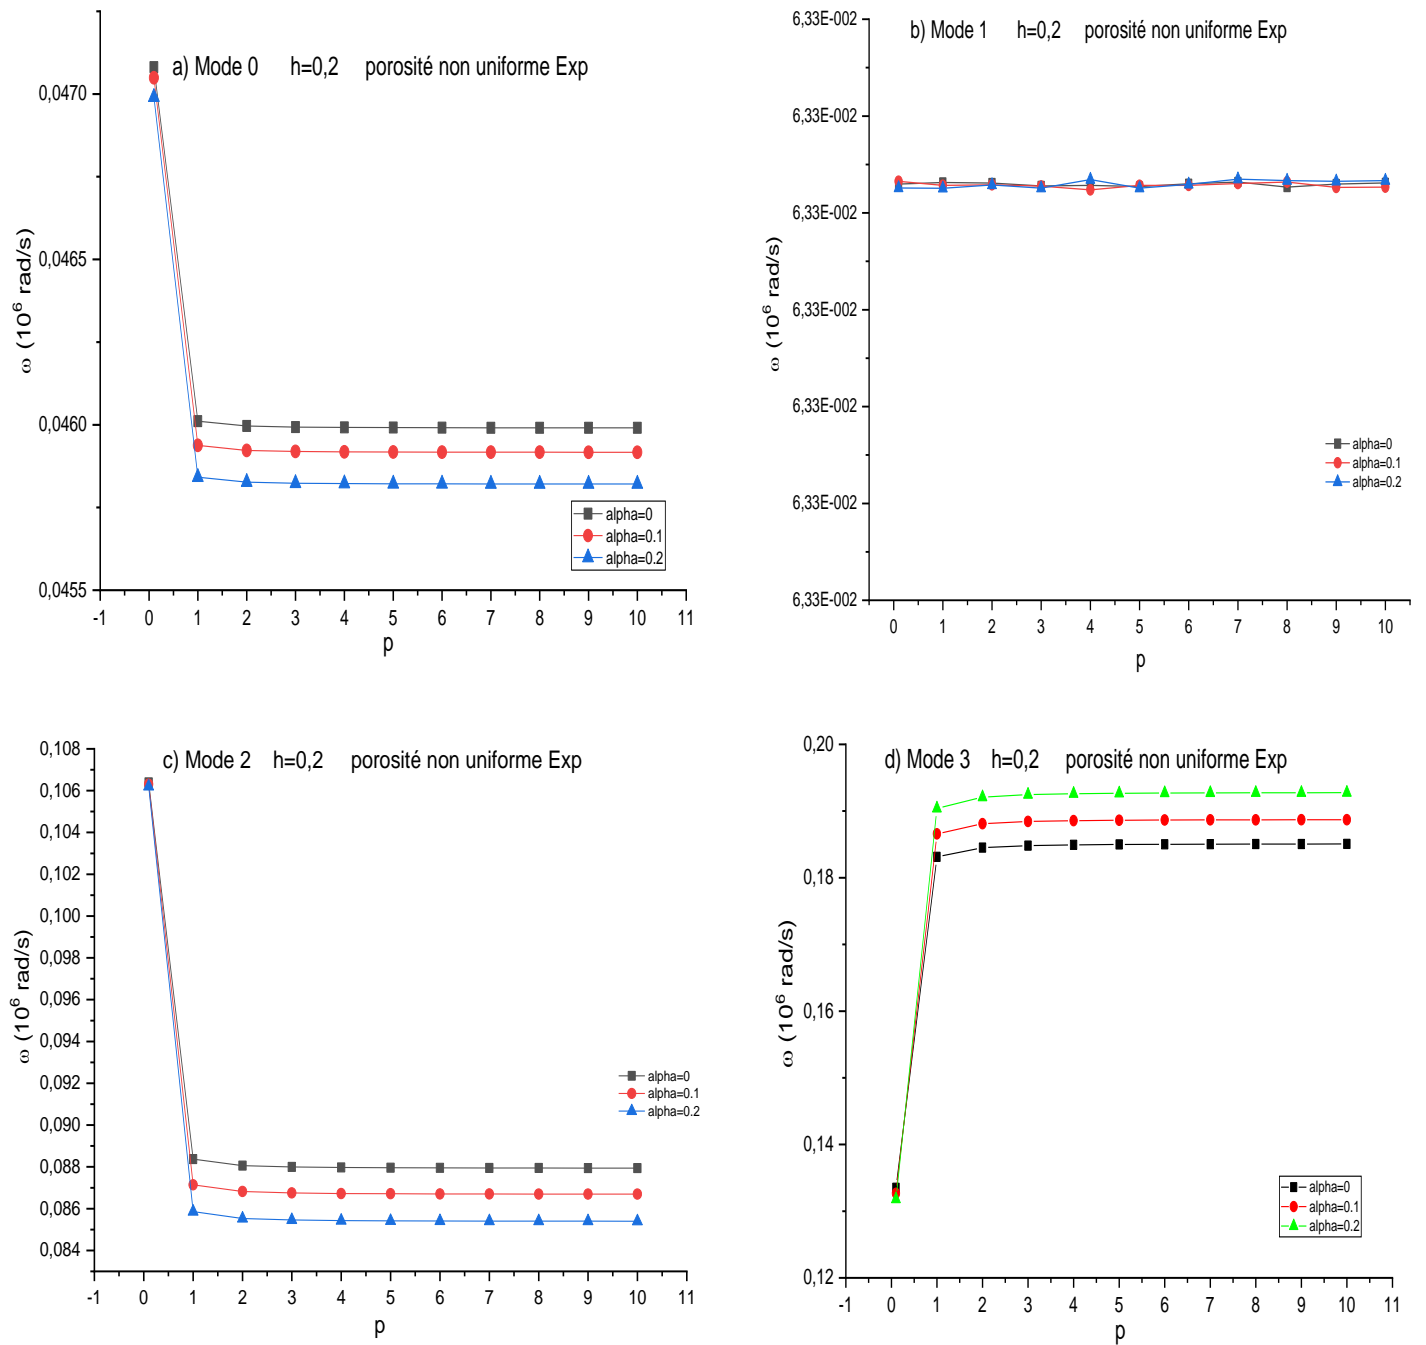 a) Mode 0 h=0,2 porosité non uniforme Exp
0,0470
0,0465
0,0460
0,0455
ω (10⁶ rad/s)
alpha=0
alpha=0.1
alpha=0.2
-1 0 1 2 3 4 5 6 7 8 9 10 11
p
b) Mode 1 h=0,2 porosité non uniforme Exp
6,33E-002
6,33E-002
6,33E-002
6,33E-002
6,33E-002
6,33E-002
6,33E-002
ω (10⁶ rad/s)
alpha=0
alpha=0.1
alpha=0.2
0 1 2 3 4 5 6 7 8 9 10
p
c) Mode 2 h=0,2 porosité non uniforme Exp
0,108
0,106
0,104
0,102
0,100
0,098
0,096
0,094
0,092
0,090
0,088
0,086
0,084
ω (10⁶ rad/s)
alpha=0
alpha=0.1
alpha=0.2
-1 0 1 2 3 4 5 6 7 8 9 10 11
p
d) Mode 3 h=0,2 porosité non uniforme Exp
0,20
0,18
0,16
0,14
0,12
ω (10⁶ rad/s)
alpha=0
alpha=0.1
alpha=0.2
-1 0 1 2 3 4 5 6 7 8 9 10 11
p